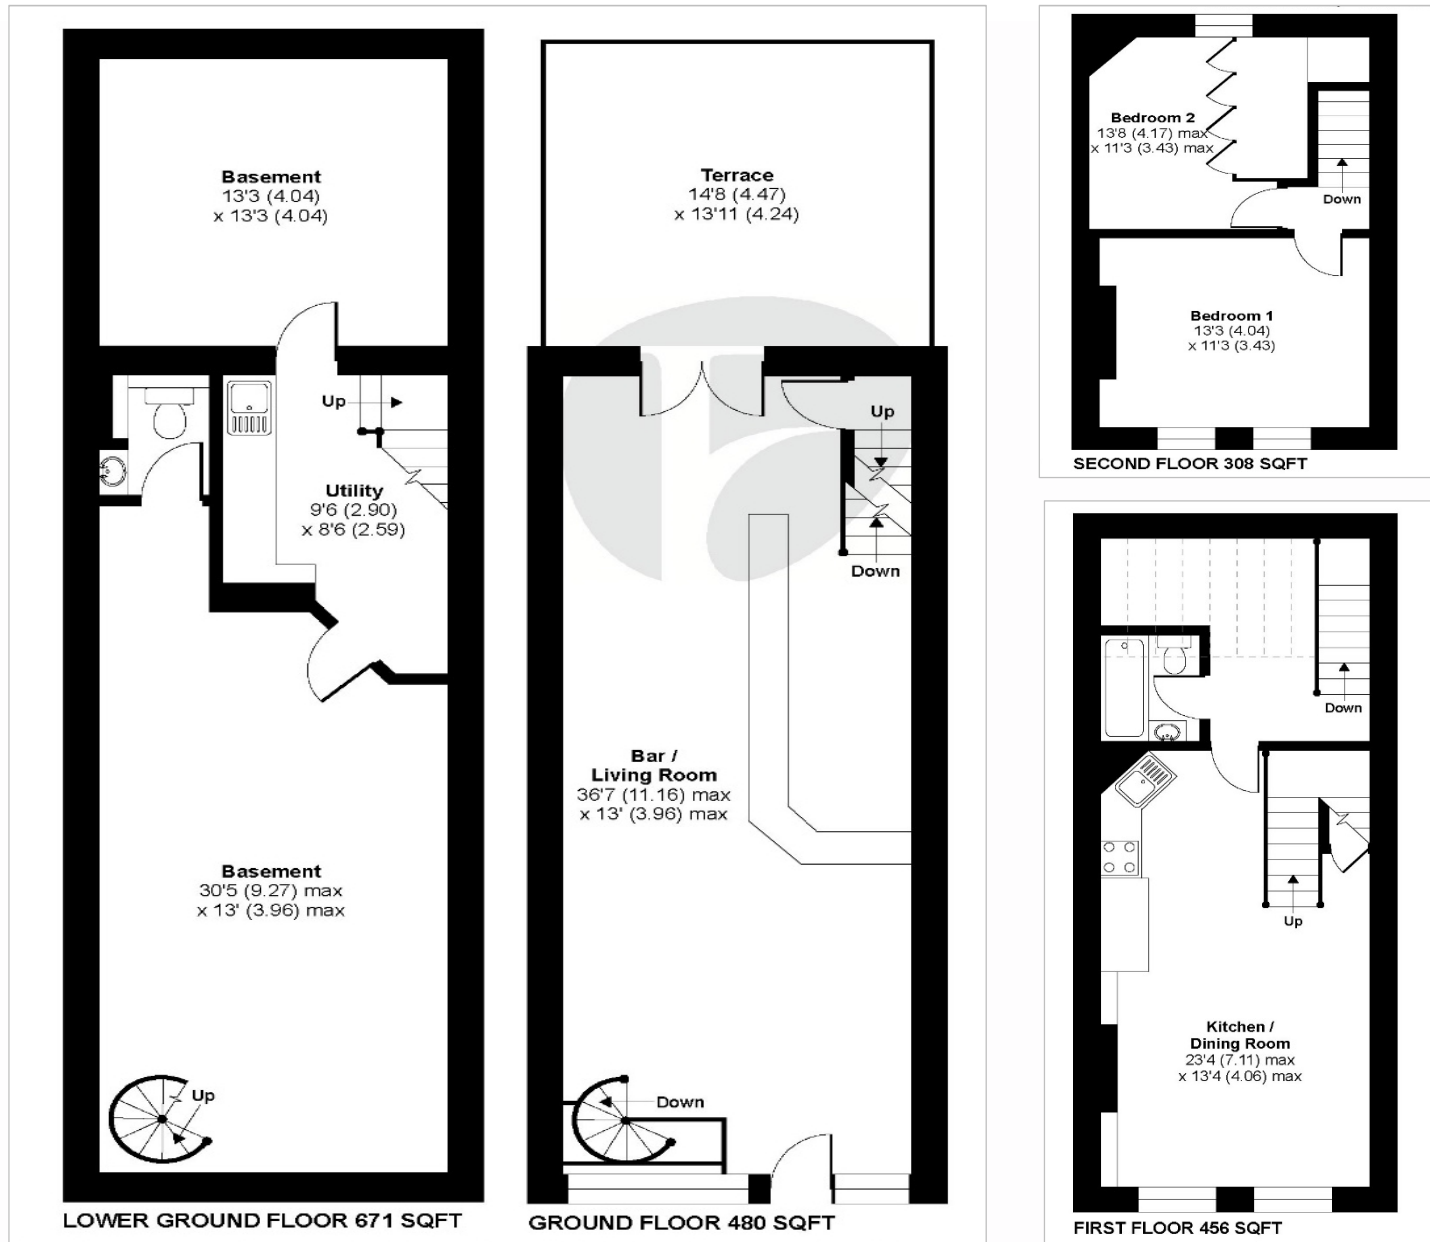 Basement
13'3 (4.04)
x 13'3 (4.04)
Up
Utility
9'6 (2.90)
x 8'6 (2.59)
Basement
30'5 (9.27) max
x 13' (3.96) max
Up
LOWER GROUND FLOOR 671 SQFT
Terrace
14'8 (4.47)
x 13'11 (4.24)
Up
Down
Bar /
Living Room
36'7 (11.16) max
x 13' (3.96) max
Down
GROUND FLOOR 480 SQFT
Bedroom 2
13'8 (4.17) max
x 11'3 (3.43) max
Down
Bedroom 1
13'3 (4.04)
x 11'3 (3.43)
SECOND FLOOR 308 SQFT
Down
Up
Kitchen /
Dining Room
23'4 (7.11) max
x 13'4 (4.06) max
FIRST FLOOR 456 SQFT